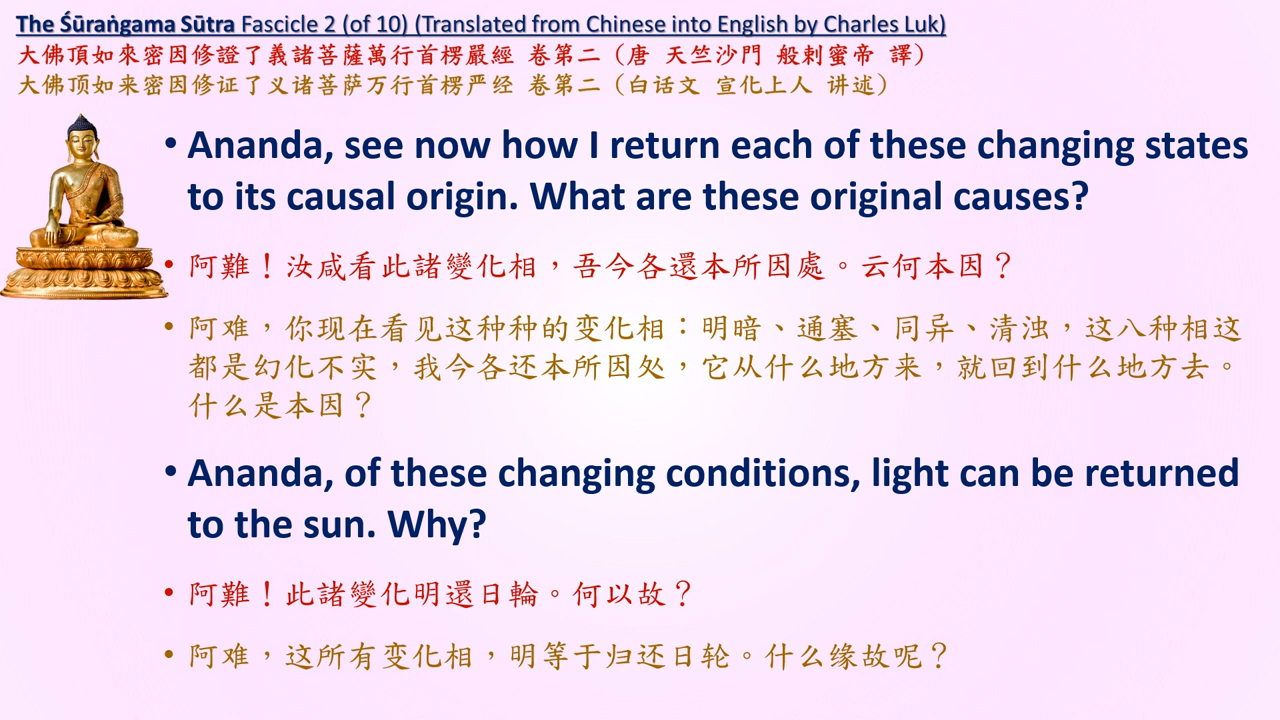 The Śūraṅgama Sūtra Fascicle 2 (of 10) (Translated from Chinese into English by Charles Luk)
大佛頂如來密因修證了義諸菩薩萬行首楞嚴經 卷第二（唐 天竺沙門 般剌蜜帝 譯）
大佛顶如来密因修证了义诸菩萨万行首楞严经 卷第二（白话文 宣化上人 讲述）
• Ananda, see now how I return each of these changing states
to its causal origin. What are these original causes?
• 阿難！汝咸看此諸變化相，吾今各還本所因處。云何本因？
• 阿难，你现在看见这种种的变化相：明暗、通塞、同异、清浊，这八种相这
都是幻化不实，我今各还本所因处，它从什么地方来，就回到什么地方去。
什么是本因？
• Ananda, of these changing conditions, light can be returned
to the sun. Why?
• 阿難！此諸變化明還日輪。何以故？
• 阿难，这所有变化相，明等于归还日轮。什么缘故呢？